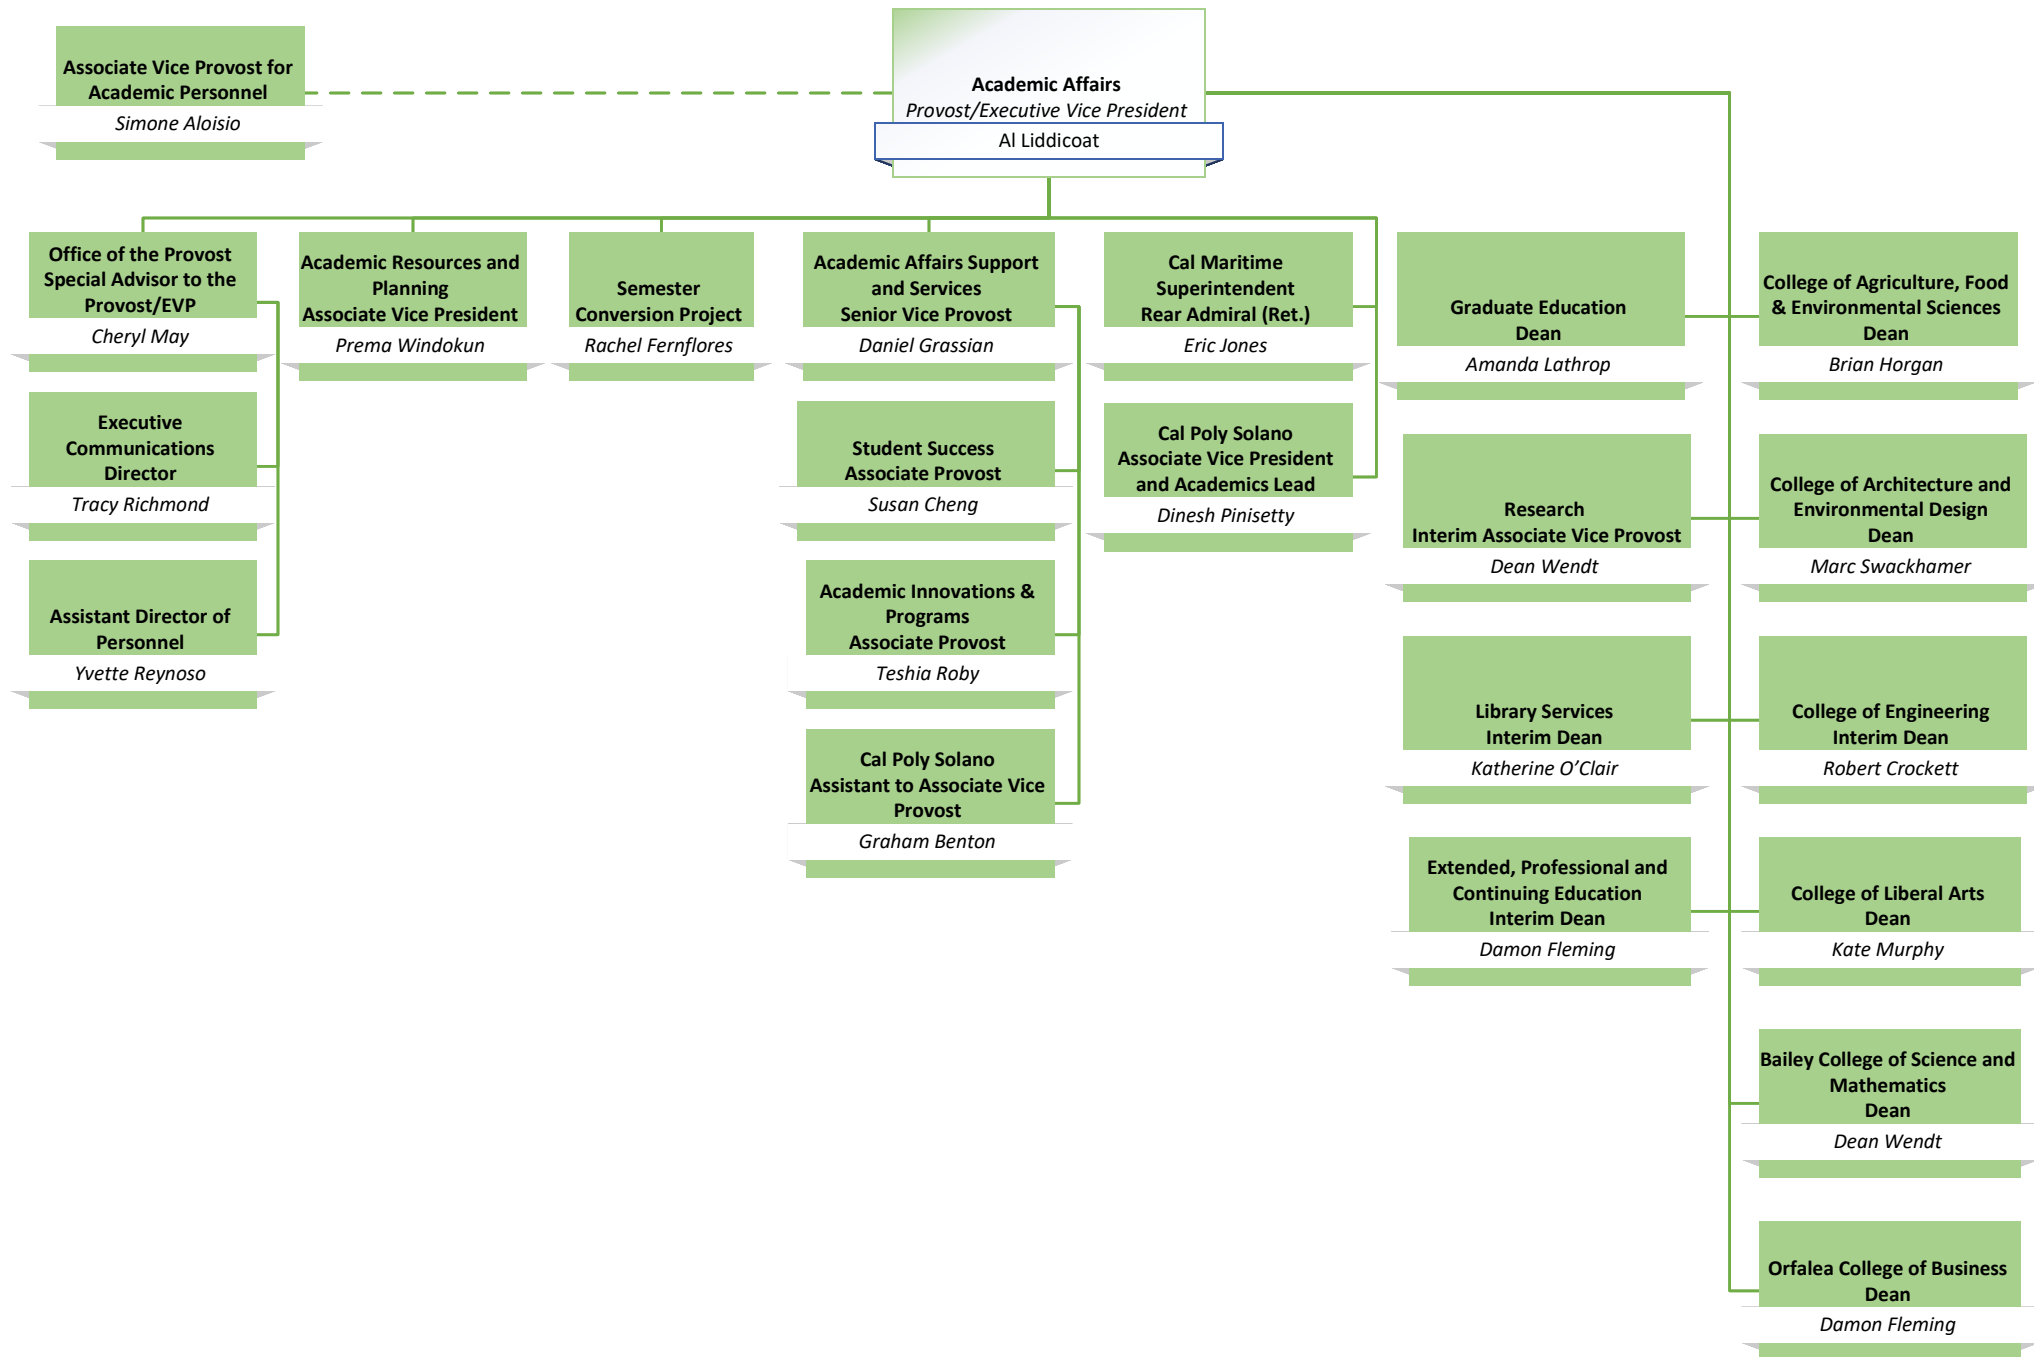 Associate Vice Provost for
Academic Personnel
Simone Aloisio
Academic Affairs
Provost/Executive Vice President
Al Liddicoat
Office of the Provost
Special Advisor to the
Provost/EVP
Cheryl May
Executive
Communications
Director
Tracy Richmond
Assistant Director of
Personnel
Yvette Reynoso
Academic Resources and
Planning
Associate Vice President
Prema Windokun
Semester
Conversion Project
Rachel Fernflores
Academic Affairs Support
and Services
Senior Vice Provost
Daniel Grassian
Student Success
Associate Provost
Susan Cheng
Academic Innovations &
Programs
Associate Provost
Teshia Roby
Cal Poly Solano
Assistant to Associate Vice
Provost
Graham Benton
Cal Maritime
Superintendent
Rear Admiral (Ret.)
Eric Jones
Cal Poly Solano
Associate Vice President
and Academics Lead
Dinesh Pinisetty
Graduate Education
Dean
Amanda Lathrop
Research
Interim Associate Vice Provost
Dean Wendt
Library Services
Interim Dean
Katherine O’Clair
Extended, Professional and
Continuing Education
Interim Dean
Damon Fleming
College of Agriculture, Food
& Environmental Sciences
Dean
Brian Horgan
College of Architecture and
Environmental Design
Dean
Marc Swackhamer
College of Engineering
Interim Dean
Robert Crockett
College of Liberal Arts
Dean
Kate Murphy
Bailey College of Science and
Mathematics
Dean
Dean Wendt
Orfalea College of Business
Dean
Damon Fleming